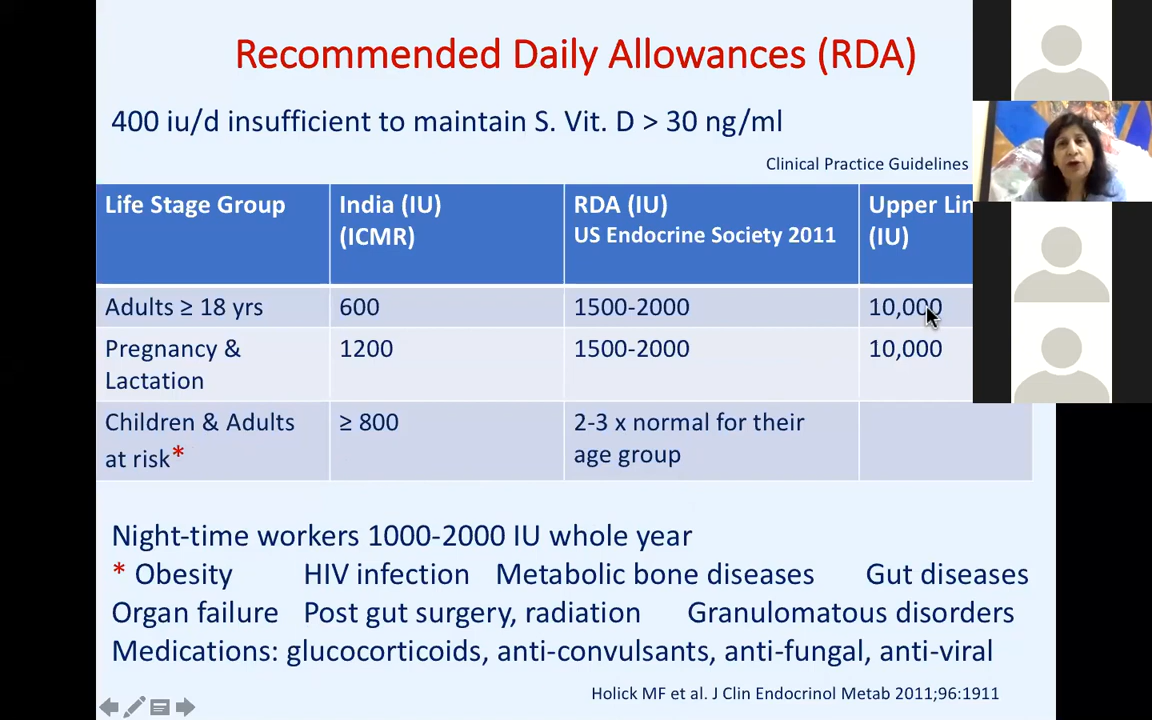 Recommended Daily Allowances (RDA)
400 iu/d insufficient to maintain S. Vit. D > 30 ng/ml
Clinical Practice Guidelines
Life Stage Group
India (IU)
(ICMR)
RDA (IU)
US Endocrine Society 2011
Upper
(IU)
Adults ≥ 18 yrs
600
1500-2000
10,000
Pregnancy &
Lactation
1200
1500-2000
10,000
Children & Adults
at risk*
≥ 800
2-3 x normal for their
age group
Night-time workers 1000-2000 IU whole year
* Obesity HIV infection Metabolic bone diseases Gut diseases
Organ failure Post gut surgery, radiation Granulomatous disorders
Medications: glucocorticoids, anti-convulsants, anti-fungal, anti-viral
Holick MF et al. J Clin Endocrinol Metab 2011;96:1911